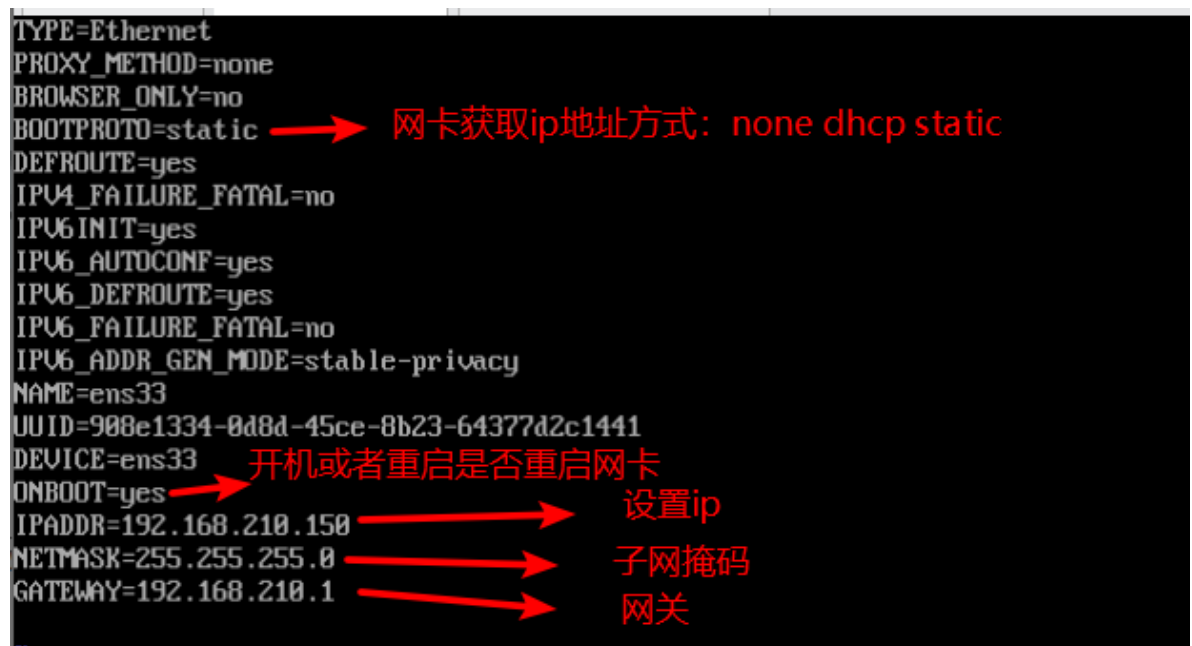 TYPE=Ethernet
PROXY_METHOD=none
BROWSER_ONLY=no
BOOTPROTO=static 网卡获取ip地址方式：none dhcp static
DEFROUTE=yes
IPV4_FAILURE_FATAL=no
IPV6INIT=yes
IPV6_AUTOCONF=yes
IPV6_DEFROUTE=yes
IPV6_FAILURE_FATAL=no
IPV6_ADDR_GEN_MODE=stable-privacy
NAME=ens33
UUID=908e1334-0d8d-45ce-8b23-64377d2c1441
DEVICE=ens33 开机或者重启是否重启网卡
ONBOOT=yes 设置ip
IPADDR=192.168.210.150
NETMASK=255.255.255.0 子网掩码
GATEWAY=192.168.210.1 网关